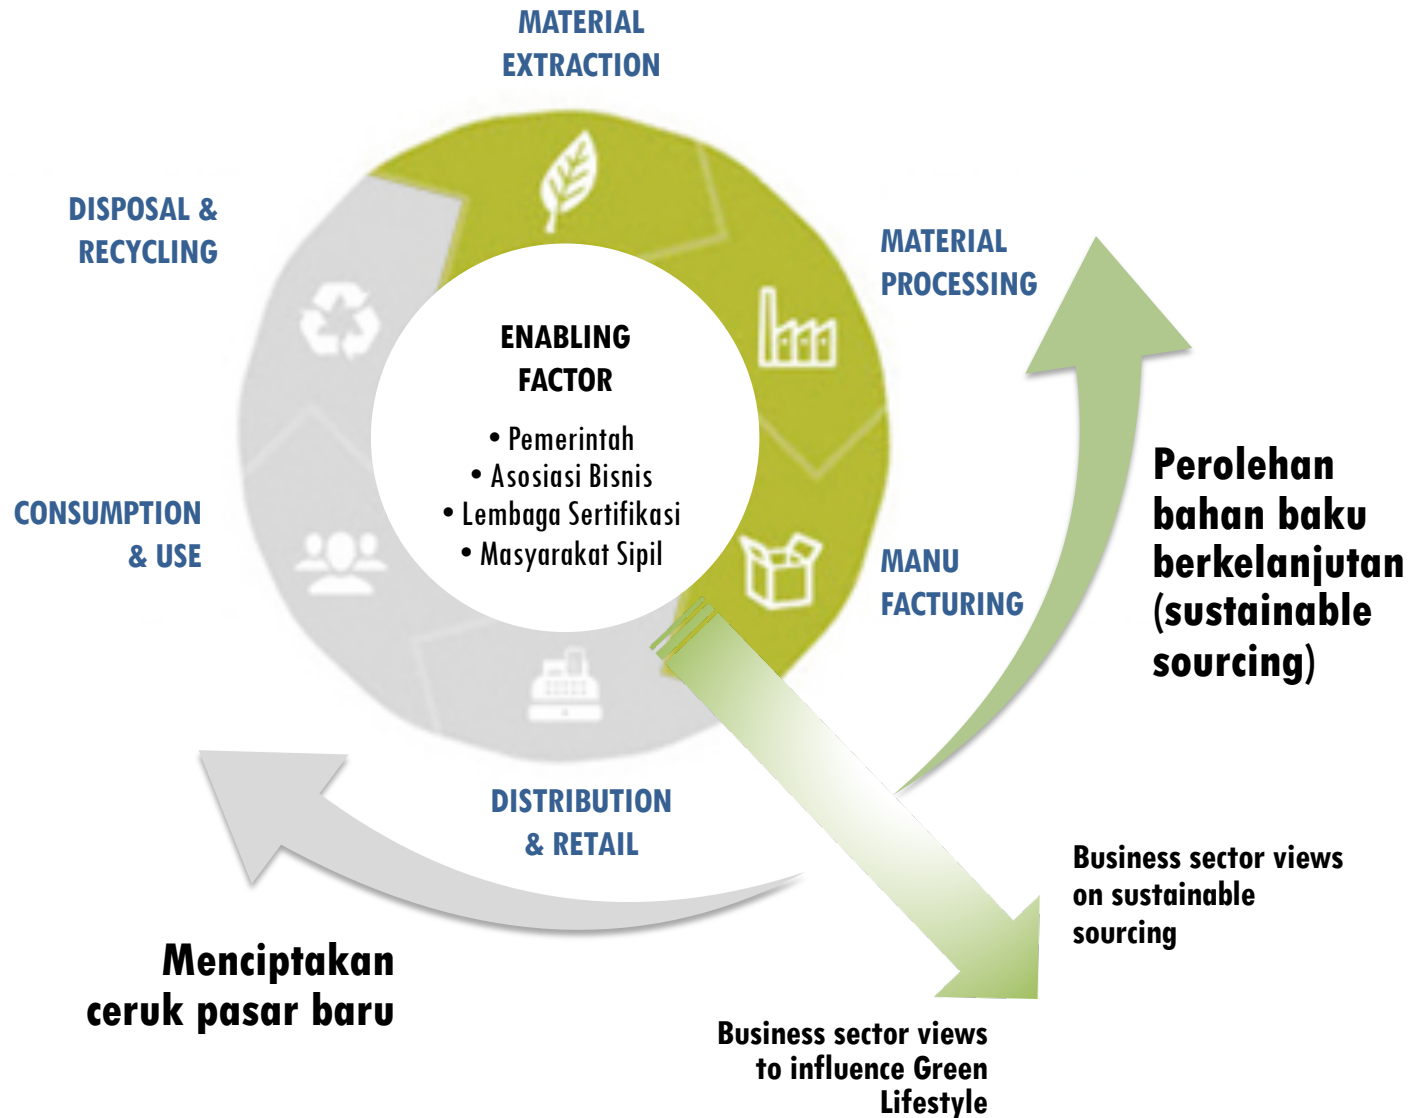 MATERIAL
EXTRACTION
DISPOSAL &
RECYCLING
MATERIAL
PROCESSING
ENABLING
FACTOR
• Pemerintah
• Asosiasi Bisnis
• Lembaga Sertifikasi
• Masyarakat Sipil
CONSUMPTION
& USE
MANU
FACTURING
Perolehan
bahan baku
berkelanjutan
(sustainable
sourcing)
DISTRIBUTION
& RETAIL
Business sector views
on sustainable
sourcing
Menciptakan
ceruk pasar baru
Business sector views
to influence Green
Lifestyle